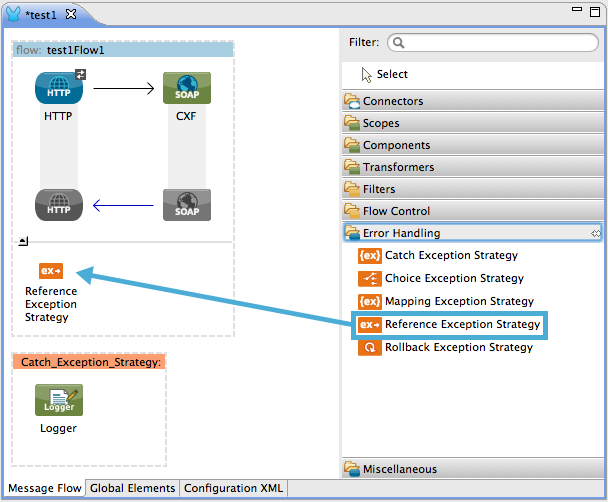 *test1
flow: test1Flow1
HTTP
SOAP
HTTP
CXF
HTTP
SOAP
ex
Reference
Exception
Strategy
Catch_Exception_Strategy:
Logger
Logger
Filter:
Select
Connectors
Scopes
Components
Transformers
Filters
Flow Control
Error Handling
{ex} Catch Exception Strategy
Choice Exception Strategy
{ex} Mapping Exception Strategy
ex Reference Exception Strategy
Rollback Exception Strategy
Miscellaneous
Message Flow Global Elements Configuration XML